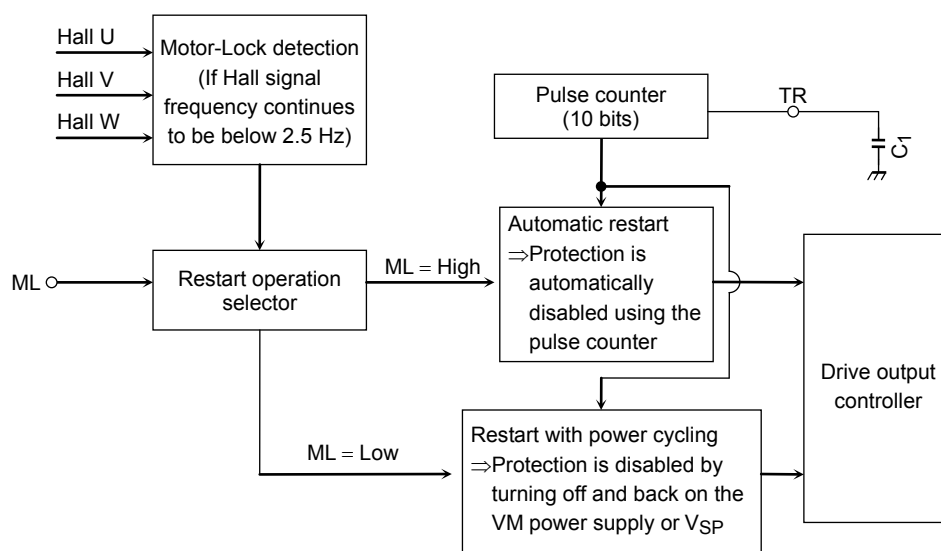 Hall U
Hall V
Hall W
Motor-Lock detection
(If Hall signal
frequency continues
to be below 2.5 Hz)
Pulse counter
(10 bits)
TR
C1
ML
Restart operation
selector
ML = High
Automatic restart
⇒Protection is
automatically
disabled using the
pulse counter
Drive output
controller
ML = Low
Restart with power cycling
⇒Protection is disabled by
turning off and back on the
VM power supply or VSP